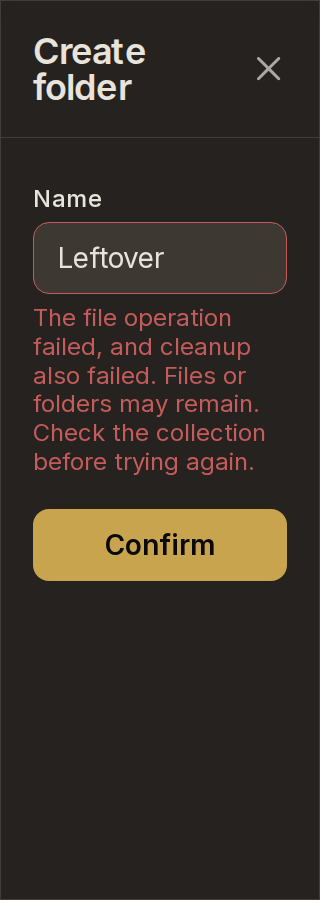 Create
folder
Name
Leftover
The file operation
failed, and cleanup
also failed. Files or
folders may remain.
Check the collection
before trying again.
Confirm